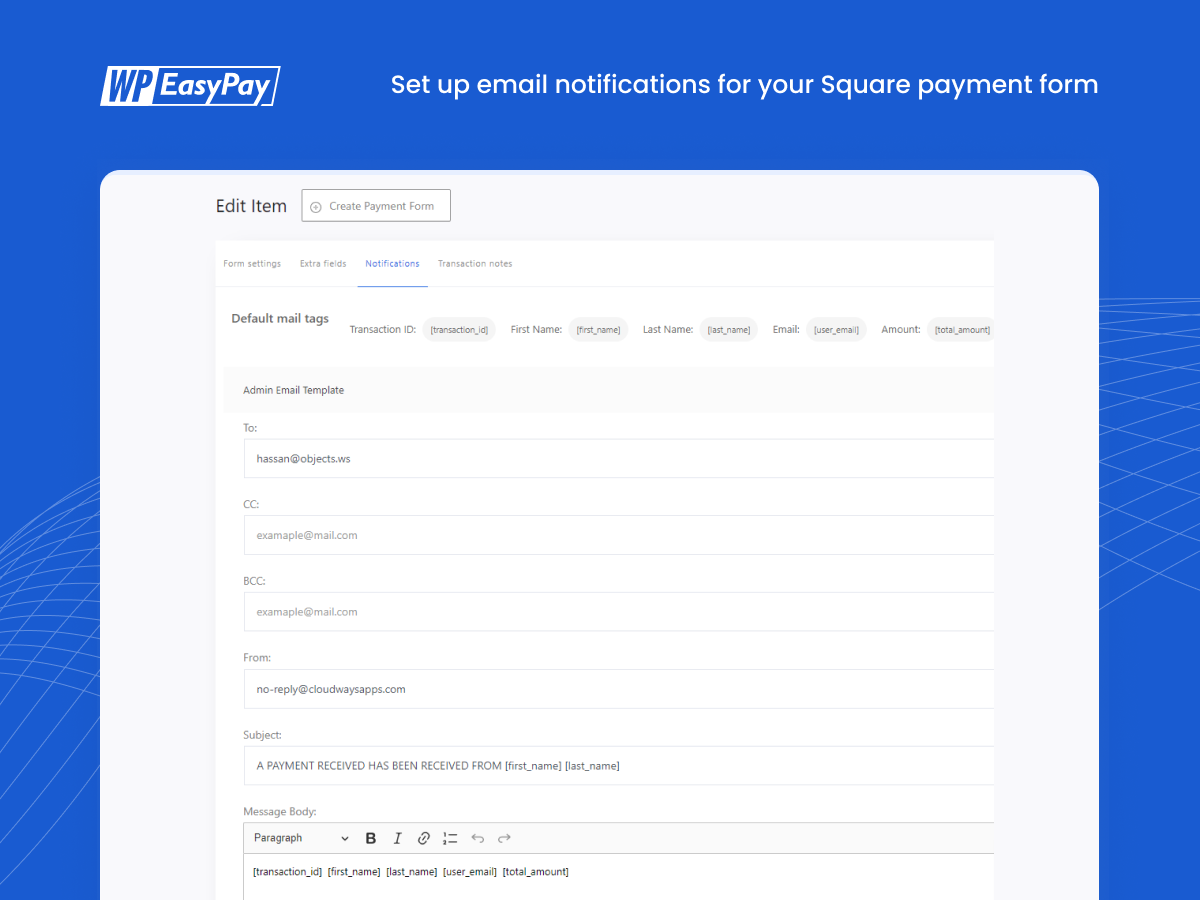 WP EasyPay
Set up email notifications for your Square payment form
Edit Item
Create Payment Form
Form settings
Extra fields
Notifications
Transaction notes
Default mail tags
Transaction ID: [transaction_id] First Name: [first_name] Last Name: [last_name] Email: [user_email] Amount: [total_amount]
Admin Email Template
To:
hassan@objects.ws
CC:
examaple@mail.com
BCC:
examaple@mail.com
From:
no-reply@cloudwaysapps.com
Subject:
A PAYMENT RECEIVED HAS BEEN RECEIVED FROM [first_name] [last_name]
Message Body:
Paragraph B I
[transaction_id] [first_name] [last_name] [user_email] [total_amount]